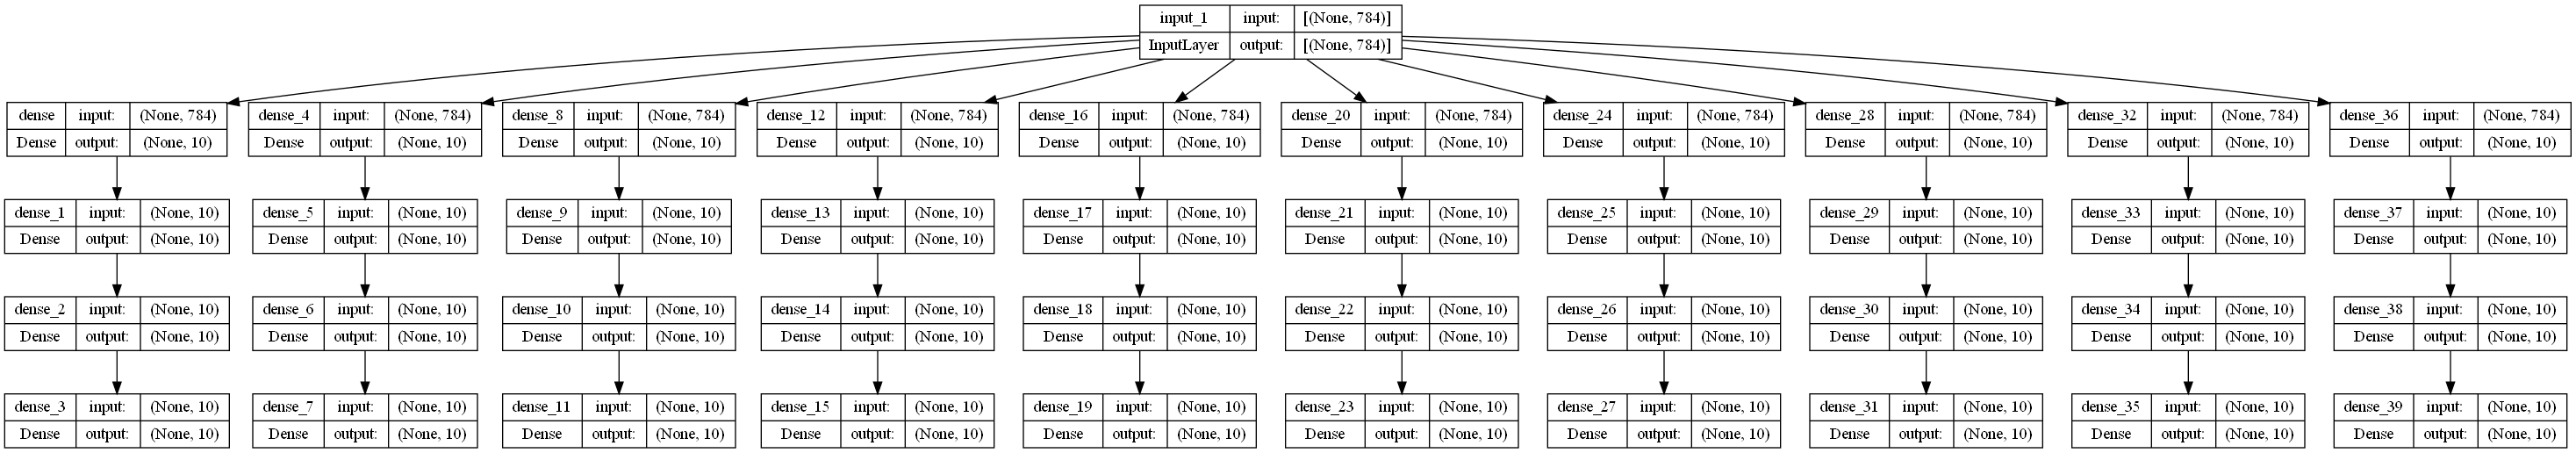 input_1 input: [(None, 784)]
InputLayer output: [(None, 784)]
dense input: (None, 784) dense_4 input: (None, 784) dense_8 input: (None, 784) dense_12 input: (None, 784) dense_16 input: (None, 784) dense_20 input: (None, 784) dense_24 input: (None, 784) dense_28 input: (None, 784) dense_32 input: (None, 784) dense_36 input: (None, 784)
Dense output: (None, 10) Dense output: (None, 10) Dense output: (None, 10) Dense output: (None, 10) Dense output: (None, 10) Dense output: (None, 10) Dense output: (None, 10) Dense output: (None, 10) Dense output: (None, 10) Dense output: (None, 10)
dense_1 input: (None, 10) dense_5 input: (None, 10) dense_9 input: (None, 10) dense_13 input: (None, 10) dense_17 input: (None, 10) dense_21 input: (None, 10) dense_25 input: (None, 10) dense_29 input: (None, 10) dense_33 input: (None, 10) dense_37 input: (None, 10)
Dense output: (None, 10) Dense output: (None, 10) Dense output: (None, 10) Dense output: (None, 10) Dense output: (None, 10) Dense output: (None, 10) Dense output: (None, 10) Dense output: (None, 10) Dense output: (None, 10) Dense output: (None, 10)
dense_2 input: (None, 10) dense_6 input: (None, 10) dense_10 input: (None, 10) dense_14 input: (None, 10) dense_18 input: (None, 10) dense_22 input: (None, 10) dense_26 input: (None, 10) dense_30 input: (None, 10) dense_34 input: (None, 10) dense_38 input: (None, 10)
Dense output: (None, 10) Dense output: (None, 10) Dense output: (None, 10) Dense output: (None, 10) Dense output: (None, 10) Dense output: (None, 10) Dense output: (None, 10) Dense output: (None, 10) Dense output: (None, 10) Dense output: (None, 10)
dense_3 input: (None, 10) dense_7 input: (None, 10) dense_11 input: (None, 10) dense_15 input: (None, 10) dense_19 input: (None, 10) dense_23 input: (None, 10) dense_27 input: (None, 10) dense_31 input: (None, 10) dense_35 input: (None, 10) dense_39 input: (None, 10)
Dense output: (None, 10) Dense output: (None, 10) Dense output: (None, 10) Dense output: (None, 10) Dense output: (None, 10) Dense output: (None, 10) Dense output: (None, 10) Dense output: (None, 10) Dense output: (None, 10) Dense output: (None, 10)